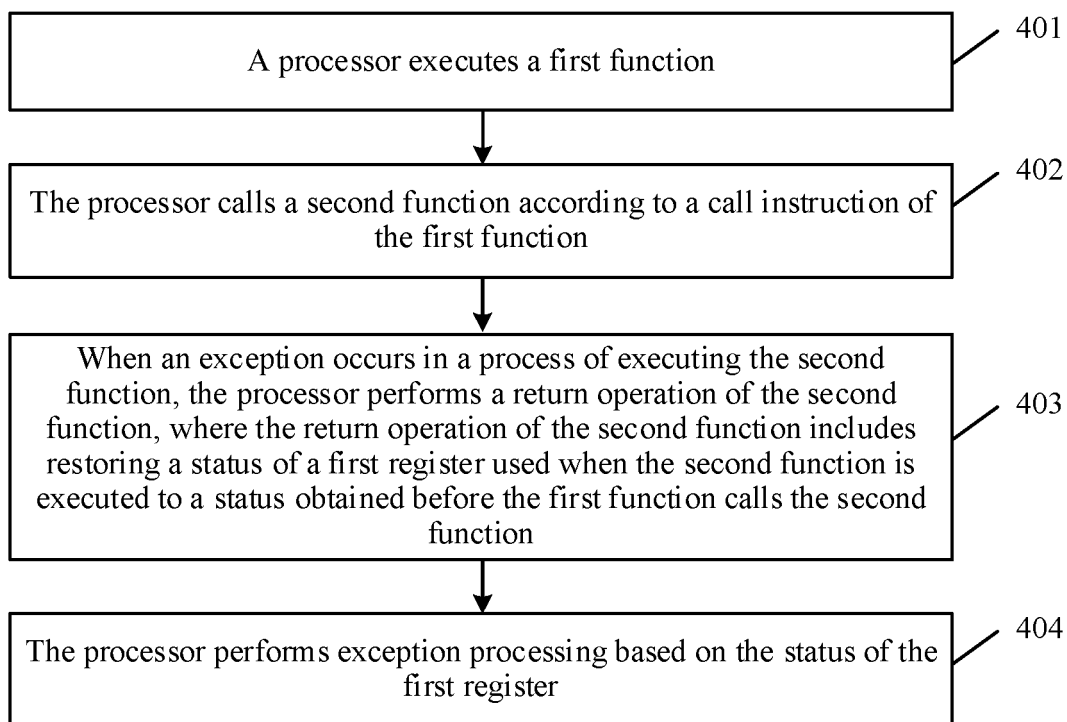 A processor executes a first function
401
The processor calls a second function according to a call instruction of
the first function
402
When an exception occurs in a process of executing the second
function, the processor performs a return operation of the second
function, where the return operation of the second function includes
restoring a status of a first register used when the second function is
executed to a status obtained before the first function calls the second
function
403
The processor performs exception processing based on the status of the
first register
404